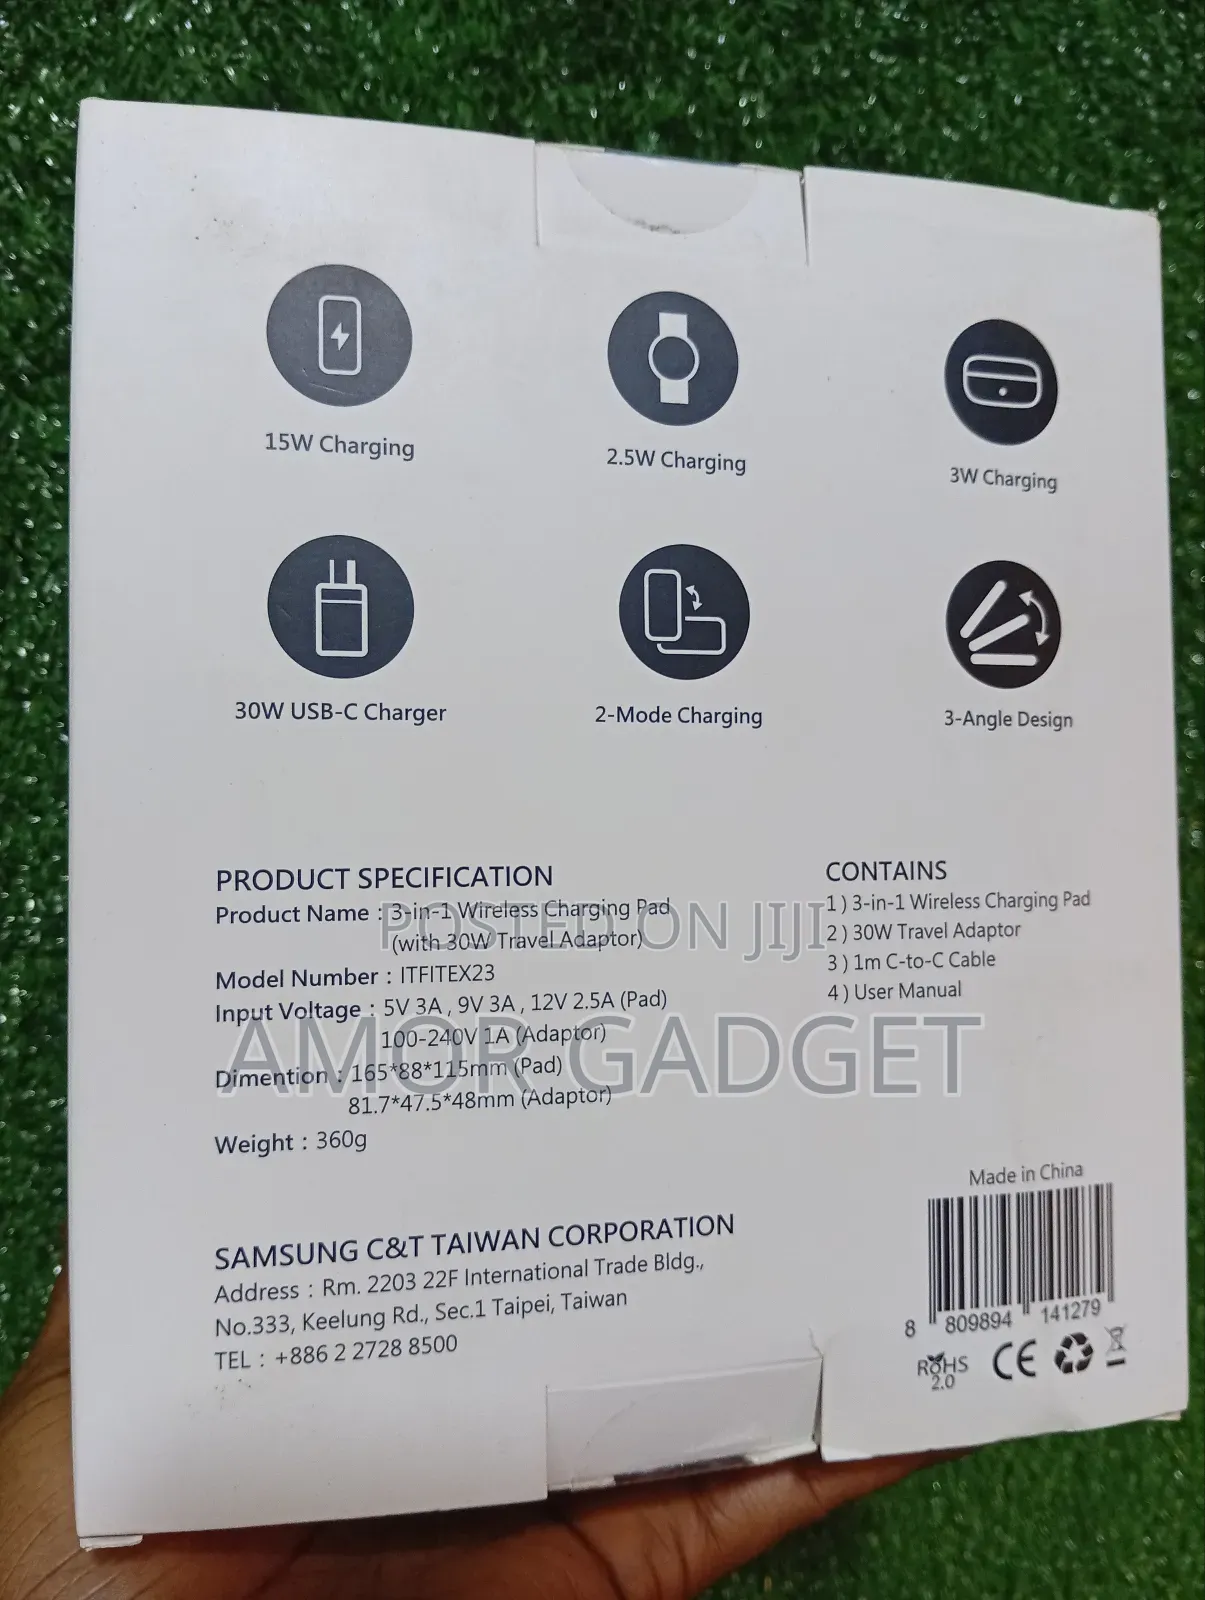 15W Charging
2.5W Charging
3W Charging
30W USB-C Charger
2-Mode Charging
3-Angle Design
PRODUCT SPECIFICATION
Product Name : 3-in-1 Wireless Charging Pad
(with 30W Travel Adaptor)
Model Number : ITFITEX23
Input Voltage : 5V 3A , 9V 3A , 12V 2.5A (Pad)
100-240V 1A (Adaptor)
Dimention : 165*88*115mm (Pad)
81.7*47.5*48mm (Adaptor)
Weight : 360g
CONTAINS
1 ) 3-in-1 Wireless Charging Pad
2 ) 30W Travel Adaptor
3 ) 1m C-to-C Cable
4 ) User Manual
POSTED ON JIJI
AMOR GADGET
SAMSUNG C&T TAIWAN CORPORATION
Address : Rm. 2203 22F International Trade Bldg.,
No.333, Keelung Rd., Sec.1 Taipei, Taiwan
TEL : +886 2 2728 8500
Made in China
8 809894 141279
RoHS
2.0
CE